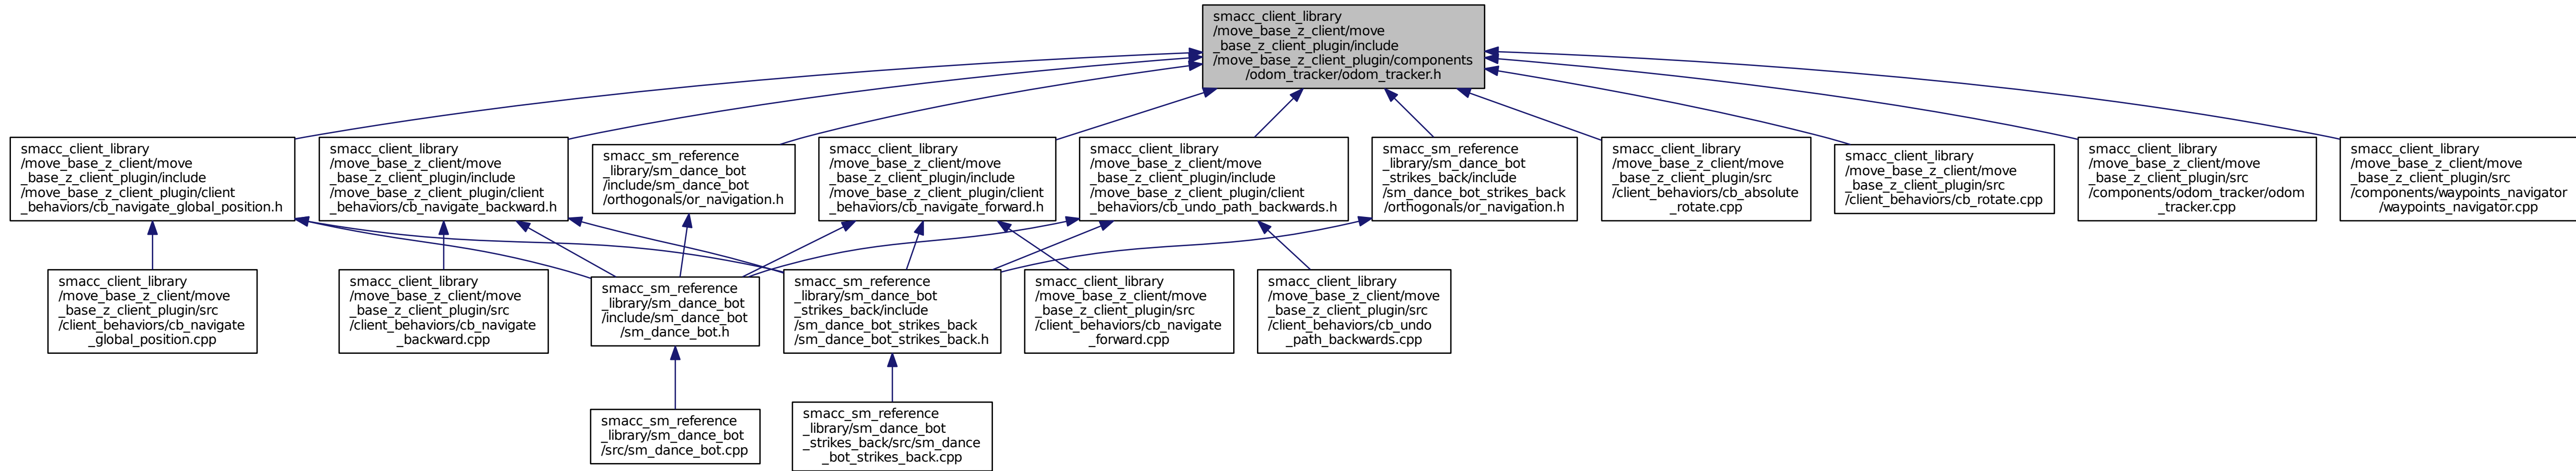 smacc_client_library
/move_base_z_client/move
_base_z_client_plugin/include
/move_base_z_client_plugin/components
/odom_tracker/odom_tracker.h
smacc_client_library
/move_base_z_client/move
_base_z_client_plugin/include
/move_base_z_client_plugin/client
_behaviors/cb_navigate_global_position.h
smacc_client_library
/move_base_z_client/move
_base_z_client_plugin/include
/move_base_z_client_plugin/client
_behaviors/cb_navigate_backward.h
smacc_sm_reference
_library/sm_dance_bot
/include/sm_dance_bot
/orthogonals/or_navigation.h
smacc_client_library
/move_base_z_client/move
_base_z_client_plugin/include
/move_base_z_client_plugin/client
_behaviors/cb_navigate_forward.h
smacc_client_library
/move_base_z_client/move
_base_z_client_plugin/include
/move_base_z_client_plugin/client
_behaviors/cb_undo_path_backwards.h
smacc_sm_reference
_library/sm_dance_bot
_strikes_back/include
/sm_dance_bot_strikes_back
/orthogonals/or_navigation.h
smacc_client_library
/move_base_z_client/move
_base_z_client_plugin/src
/client_behaviors/cb_absolute
_rotate.cpp
smacc_client_library
/move_base_z_client/move
_base_z_client_plugin/src
/client_behaviors/cb_rotate.cpp
smacc_client_library
/move_base_z_client/move
_base_z_client_plugin/src
/components/odom_tracker/odom
_tracker.cpp
smacc_client_library
/move_base_z_client/move
_base_z_client_plugin/src
/components/waypoints_navigator
/waypoints_navigator.cpp
smacc_client_library
/move_base_z_client/move
_base_z_client_plugin/src
/client_behaviors/cb_navigate
_global_position.cpp
smacc_client_library
/move_base_z_client/move
_base_z_client_plugin/src
/client_behaviors/cb_navigate
_backward.cpp
smacc_sm_reference
_library/sm_dance_bot
/include/sm_dance_bot
/sm_dance_bot.h
smacc_sm_reference
_library/sm_dance_bot
_strikes_back/include
/sm_dance_bot_strikes_back
/sm_dance_bot_strikes_back.h
smacc_client_library
/move_base_z_client/move
_base_z_client_plugin/src
/client_behaviors/cb_navigate
_forward.cpp
smacc_client_library
/move_base_z_client/move
_base_z_client_plugin/src
/client_behaviors/cb_undo
_path_backwards.cpp
smacc_sm_reference
_library/sm_dance_bot
/src/sm_dance_bot.cpp
smacc_sm_reference
_library/sm_dance_bot
_strikes_back/src/sm_dance
_bot_strikes_back.cpp